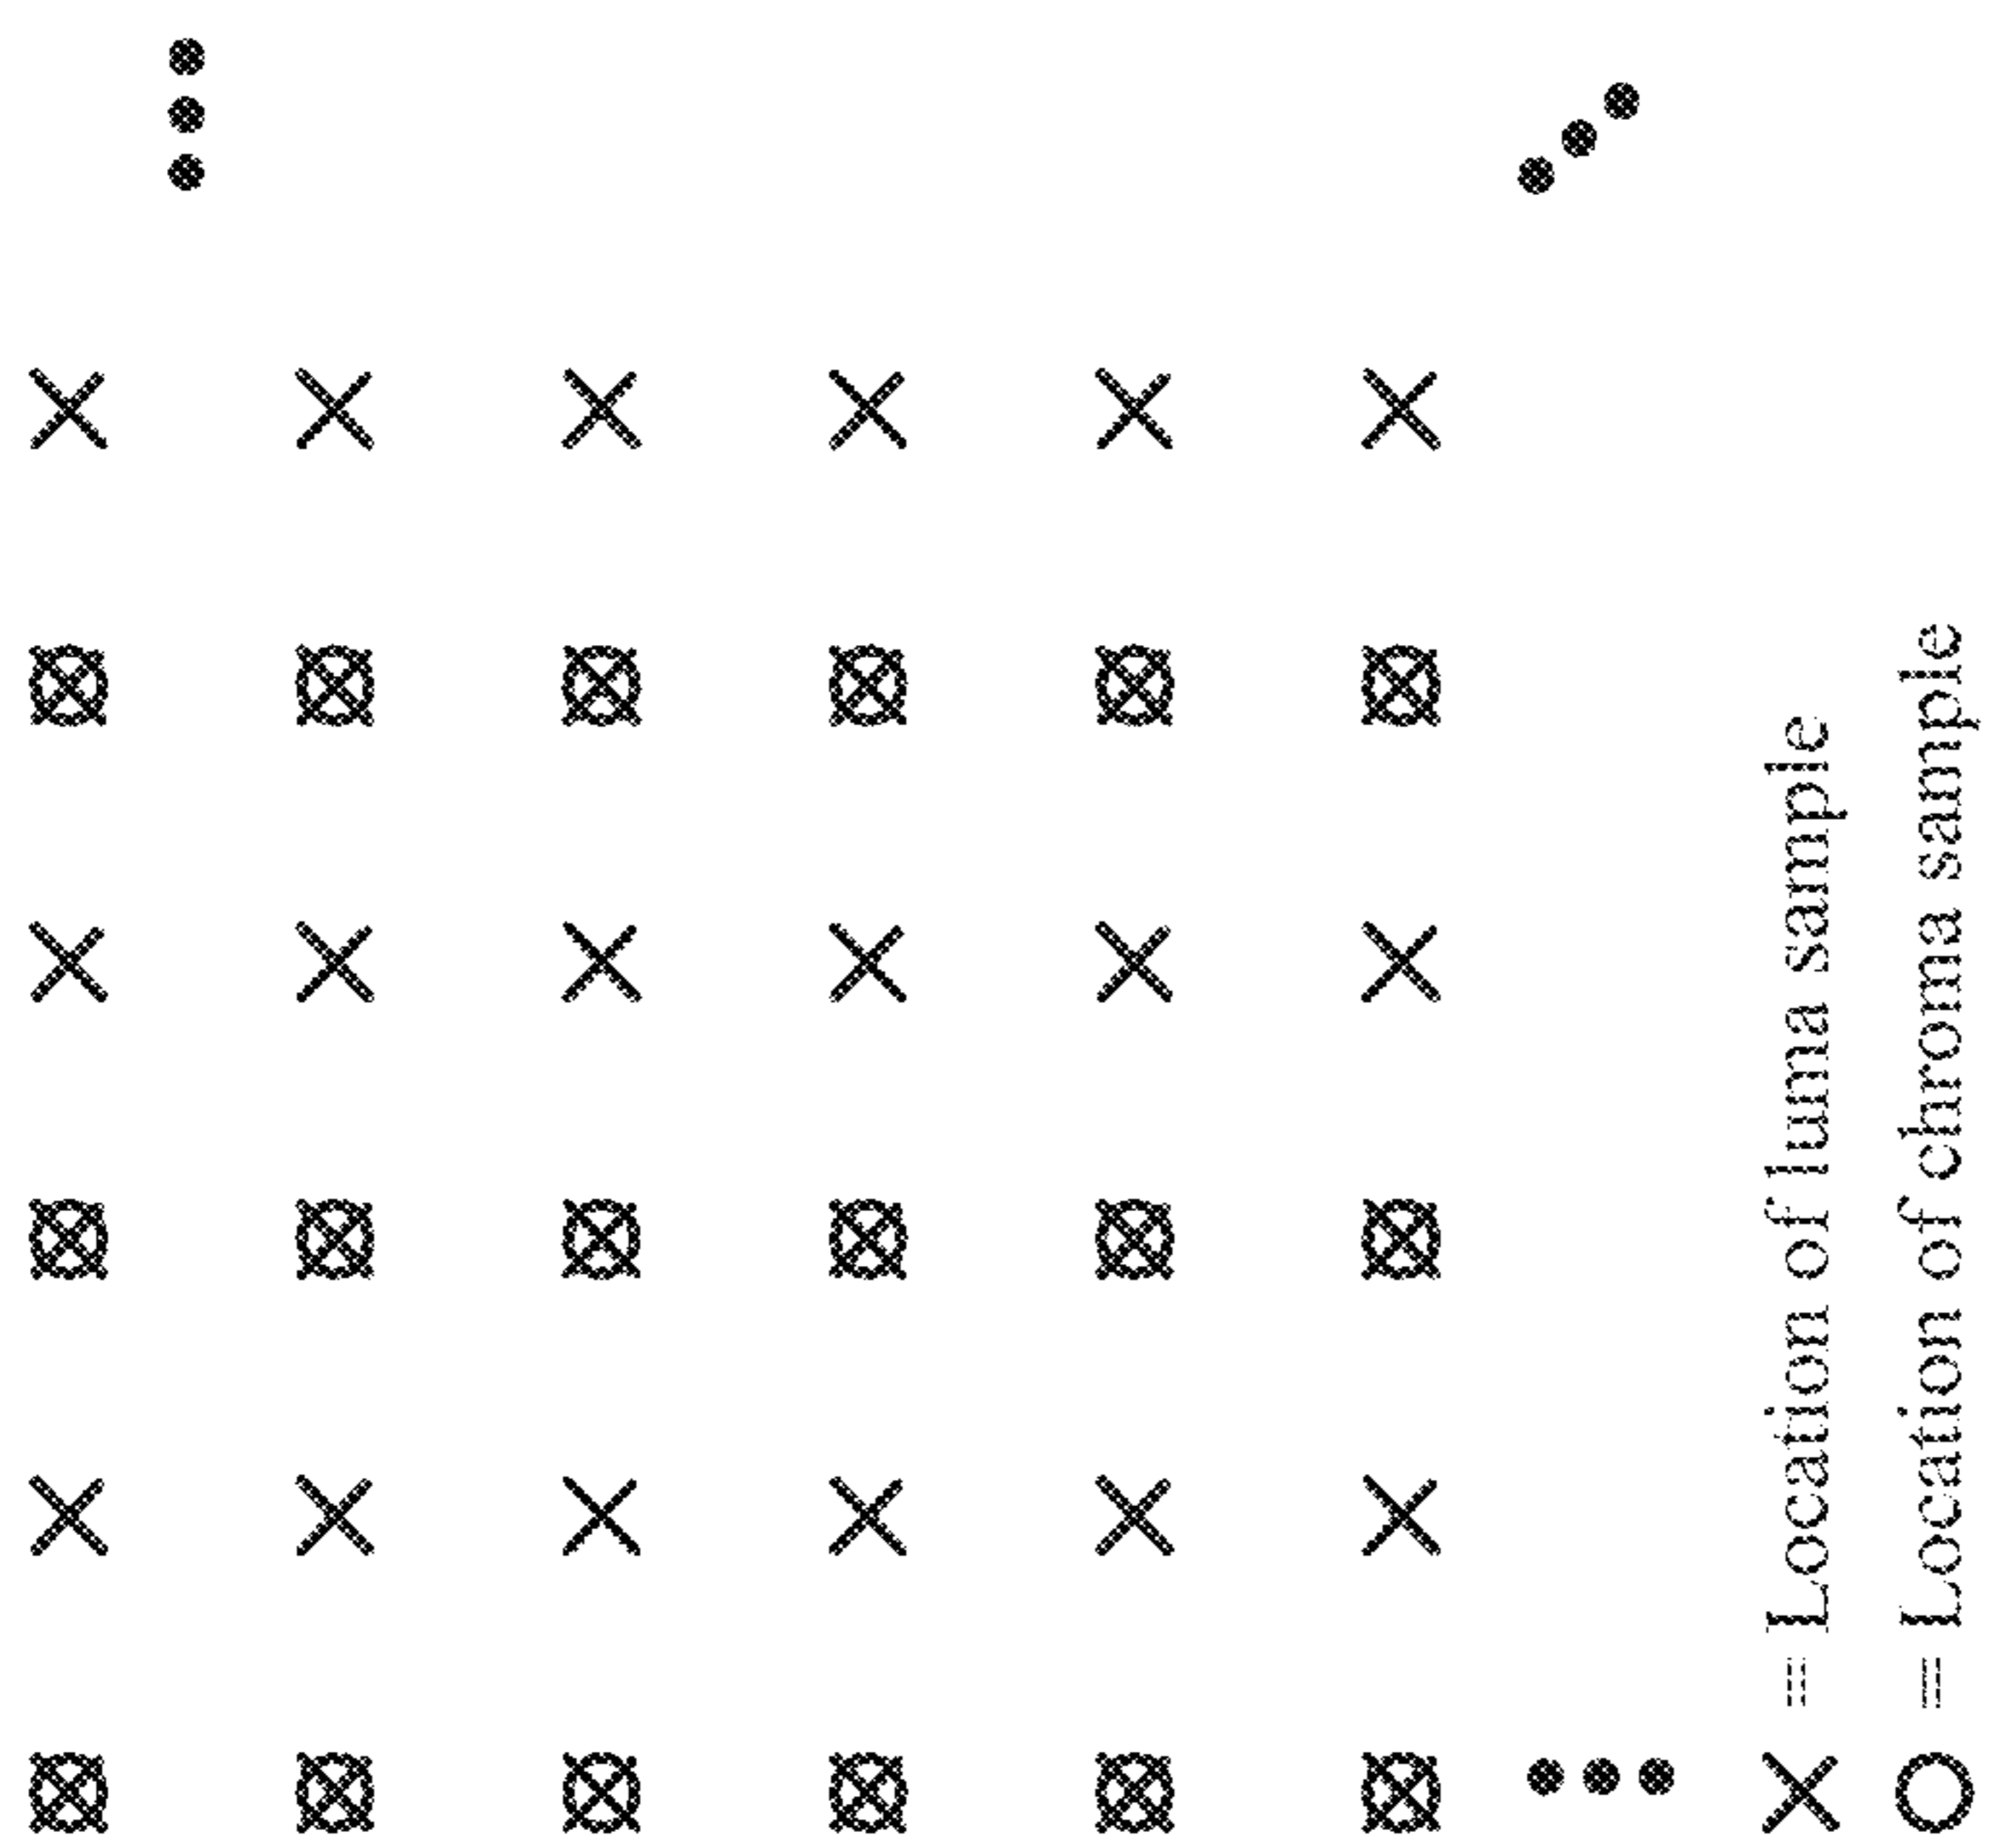 × = Location of luma sample
○ = Location of chroma sample